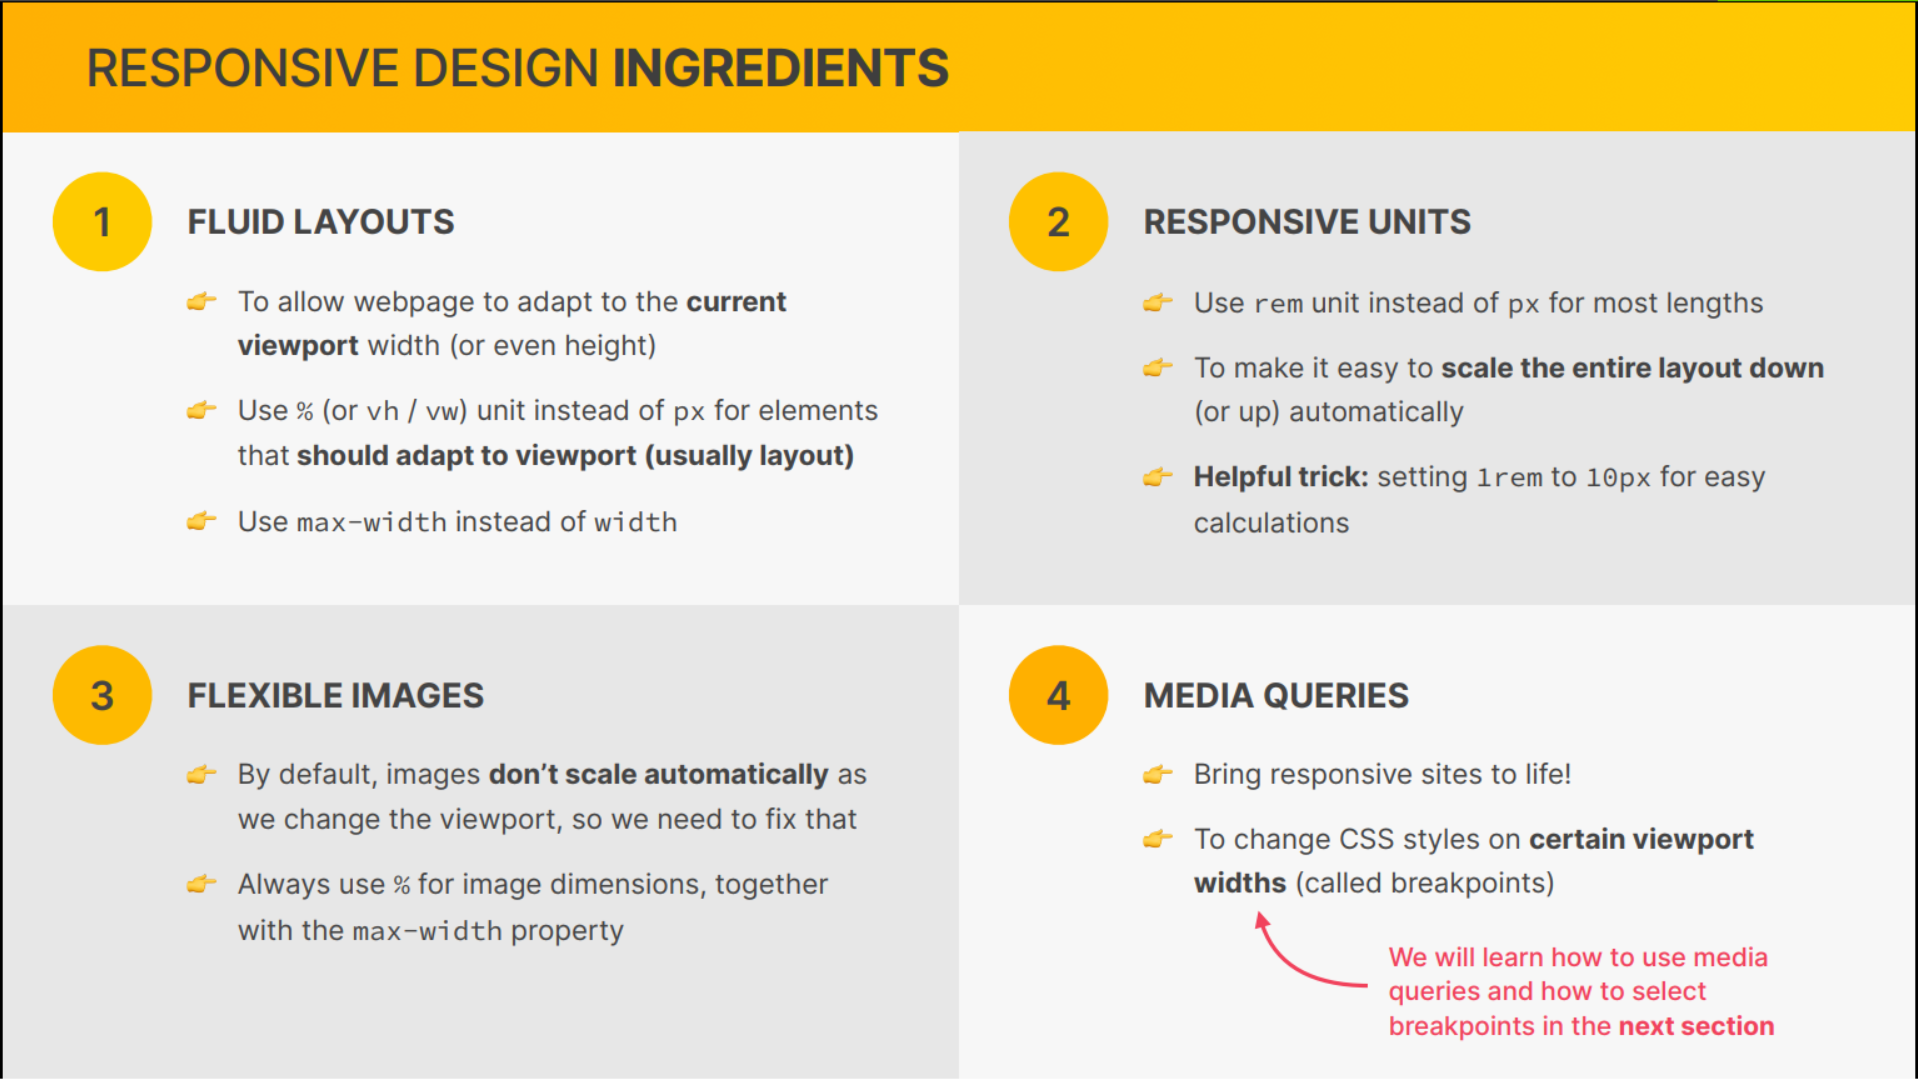 RESPONSIVE DESIGN INGREDIENTS
1
FLUID LAYOUTS
👉 To allow webpage to adapt to the current
viewport width (or even height)
👉 Use % (or vh / vw) unit instead of px for elements
that should adapt to viewport (usually layout)
👉 Use max-width instead of width
2
RESPONSIVE UNITS
👉 Use rem unit instead of px for most lengths
👉 To make it easy to scale the entire layout down
(or up) automatically
👉 Helpful trick: setting 1rem to 10px for easy
calculations
3
FLEXIBLE IMAGES
👉 By default, images don’t scale automatically as
we change the viewport, so we need to fix that
👉 Always use % for image dimensions, together
with the max-width property
4
MEDIA QUERIES
👉 Bring responsive sites to life!
👉 To change CSS styles on certain viewport
widths (called breakpoints)
We will learn how to use media
queries and how to select
breakpoints in the next section